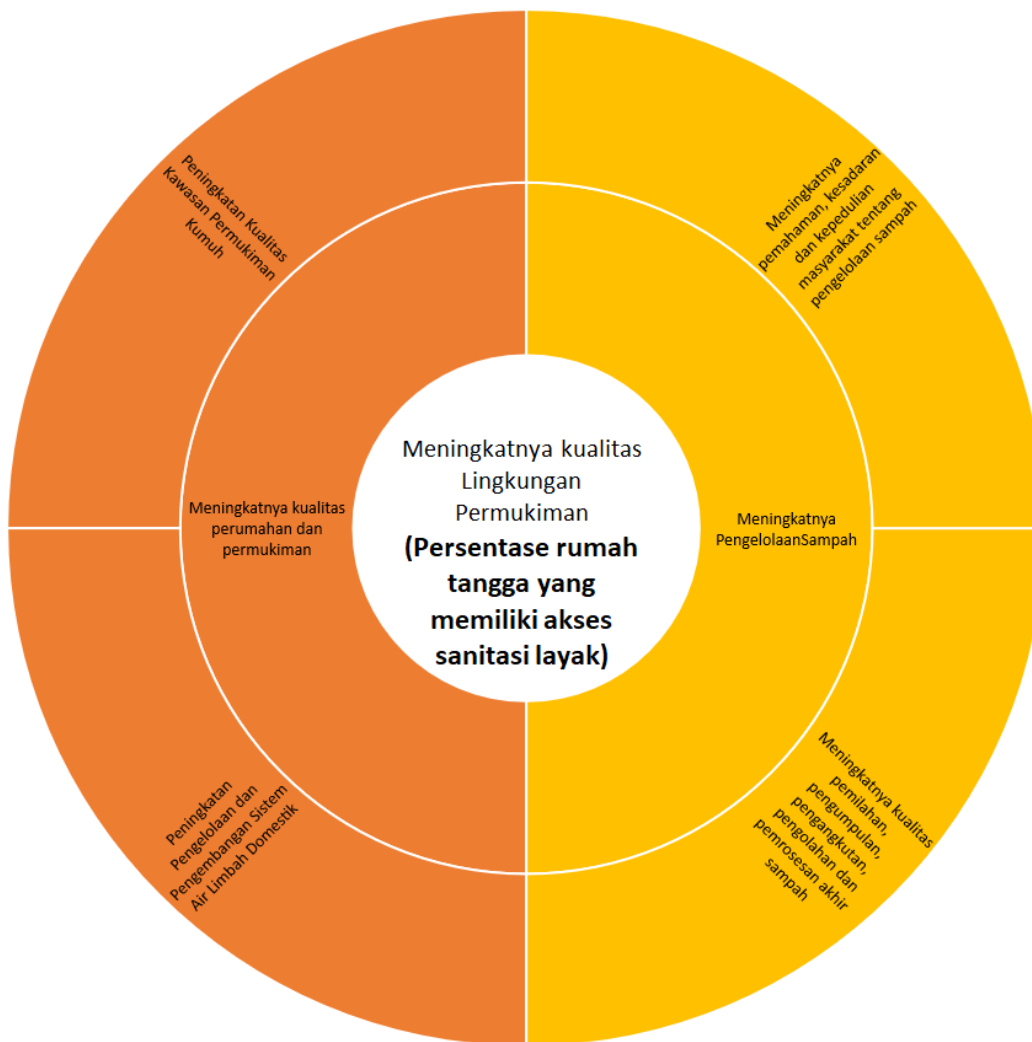 Peningkatan Kualitas
Kawasan Permukiman
Kumuh
Meningkatnya
pemahaman, kesadaran
dan kepedulian
masyarakat tentang
pengelolaan sampah
Meningkatnya kualitas
perumahan dan
permukiman
Meningkatnya kualitas
Lingkungan
Permukiman
(Persentase rumah
tangga yang
memiliki akses
sanitasi layak)
Meningkatnya
PengelolaanSampah
Peningkatan
Pengelolaan dan
Pengembangan Sistem
Air Limbah Domestik
Meningkatnya kualitas
pemilahan,
pengumpulan,
pengangkutan,
pengolahan dan
pemrosesan akhir
sampah